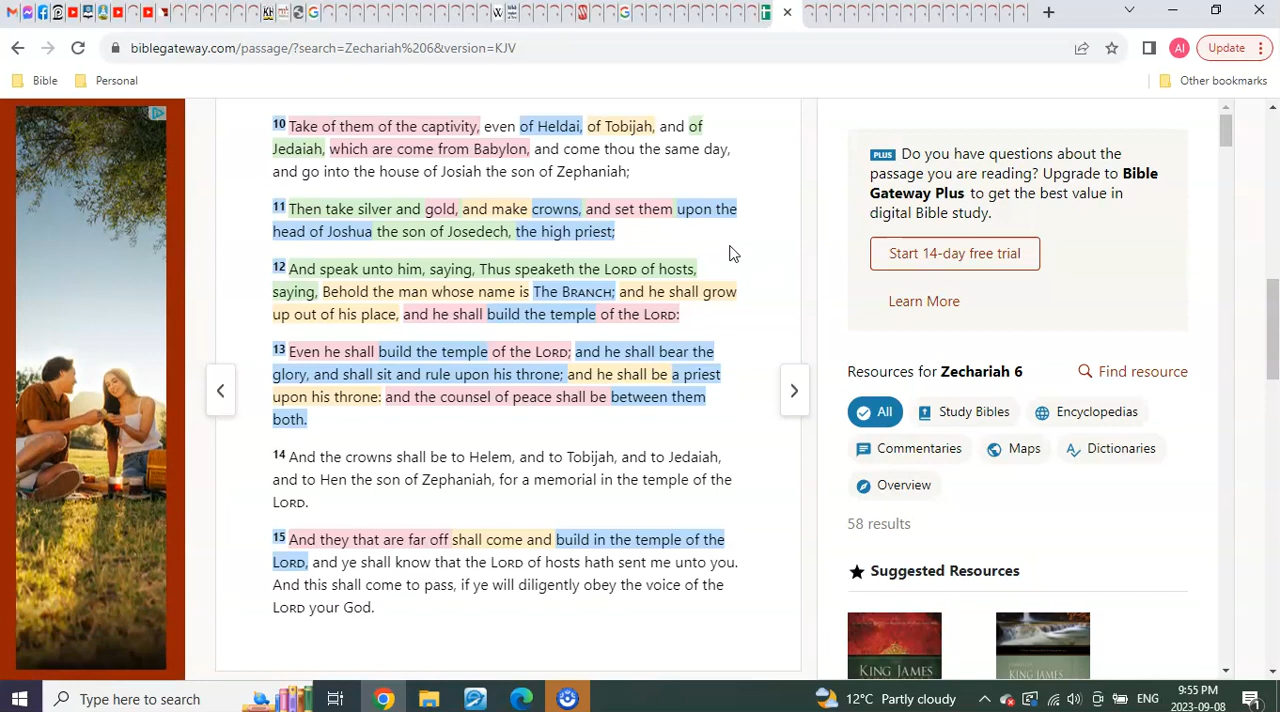 biblegateway.com/passage/?search=Zechariah%206&version=KJV
AI
Update
Bible
Personal
Other bookmarks
10 Take of them of the captivity, even of Heldai, of Tobijah, and of
Jedaiah, which are come from Babylon, and come thou the same day,
and go into the house of Josiah the son of Zephaniah;
11 Then take silver and gold, and make crowns, and set them upon the
head of Joshua the son of Josedech, the high priest;
12 And speak unto him, saying, Thus speaketh the LORD of hosts,
saying, Behold the man whose name is The BRANCH; and he shall grow
up out of his place, and he shall build the temple of the LORD:
13 Even he shall build the temple of the LORD; and he shall bear the
glory, and shall sit and rule upon his throne; and he shall be a priest
upon his throne: and the counsel of peace shall be between them
both.
14 And the crowns shall be to Helem, and to Tobijah, and to Jedaiah,
and to Hen the son of Zephaniah, for a memorial in the temple of the
LORD.
15 And they that are far off shall come and build in the temple of the
LORD, and ye shall know that the LORD of hosts hath sent me unto you.
And this shall come to pass, if ye will diligently obey the voice of the
LORD your God.
PLUS Do you have questions about the
passage you are reading? Upgrade to Bible
Gateway Plus to get the best value in
digital Bible study.
Start 14-day free trial
Learn More
Resources for Zechariah 6
Find resource
All
Study Bibles
Encyclopedias
Commentaries
Maps
Dictionaries
Overview
58 results
Suggested Resources
KING JAMES
KING JAMES
Type here to search
12°C Partly cloudy
ENG
9:55 PM
2023-09-08
1